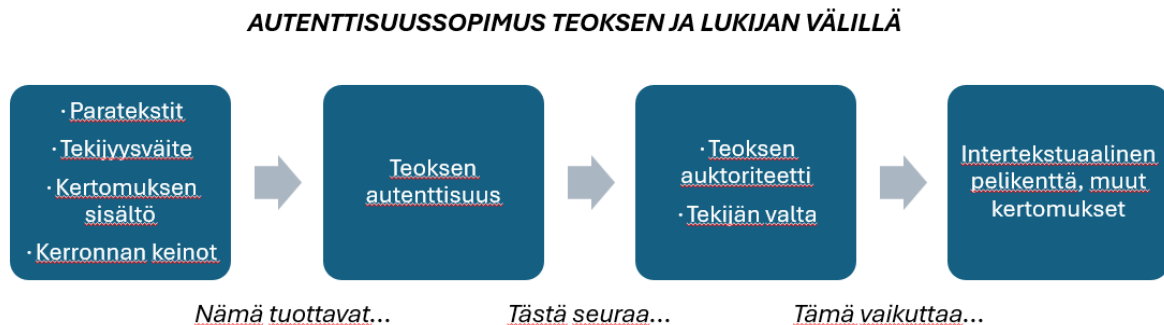 AUTENTTISUUSSOPIMUS TEOKSEN JA LUKIJAN VÄLILLÄ
· Paratekstit
· Tekijyysväite
· Kertomuksen
sisältö
· Kerronnan keinot
Teoksen
autenttisuus
· Teoksen
auktoriteetti
· Tekijän valta
Intertekstuaalinen
pelikenttä, muut
kertomukset
Nämä tuottavat...
Tästä seuraa...
Tämä vaikuttaa...